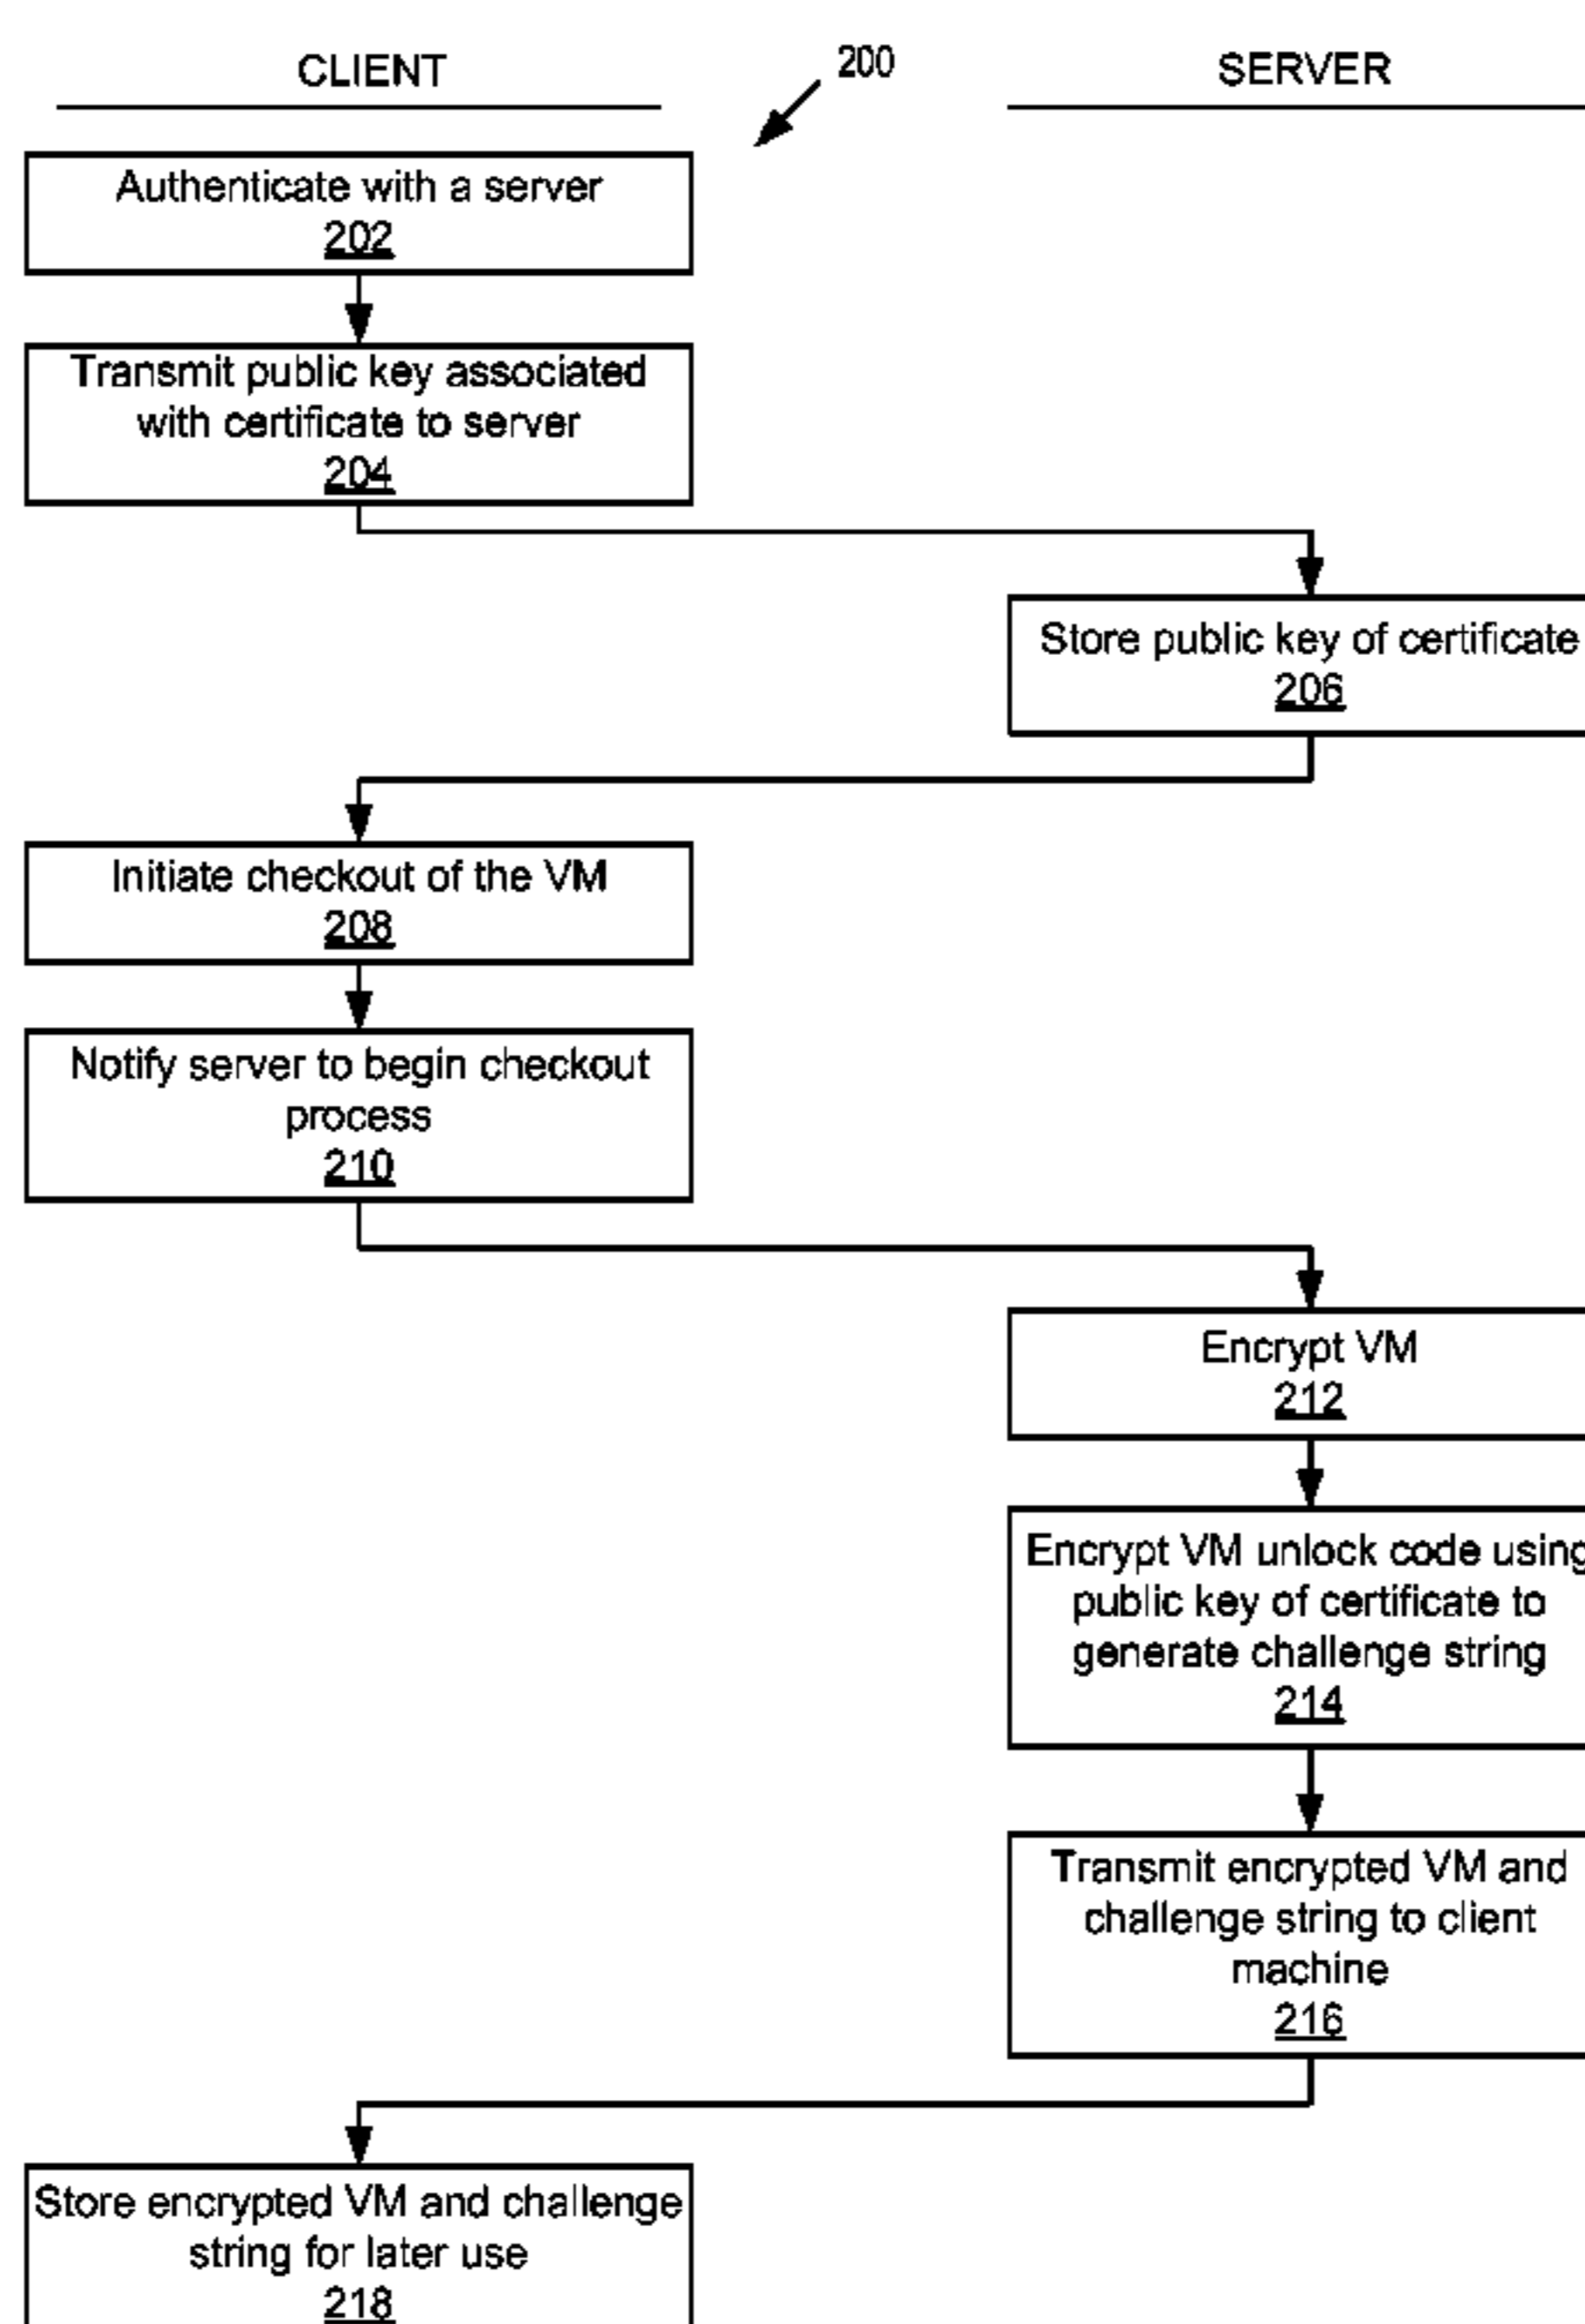 CLIENT
200
SERVER
Authenticate with a server
202
Transmit public key associated
with certificate to server
204
Store public key of certificate
206
Initiate checkout of the VM
208
Notify server to begin checkout
process
210
Encrypt VM
212
Encrypt VM unlock code using
public key of certificate to
generate challenge string
214
Transmit encrypted VM and
challenge string to client
machine
216
Store encrypted VM and challenge
string for later use
218